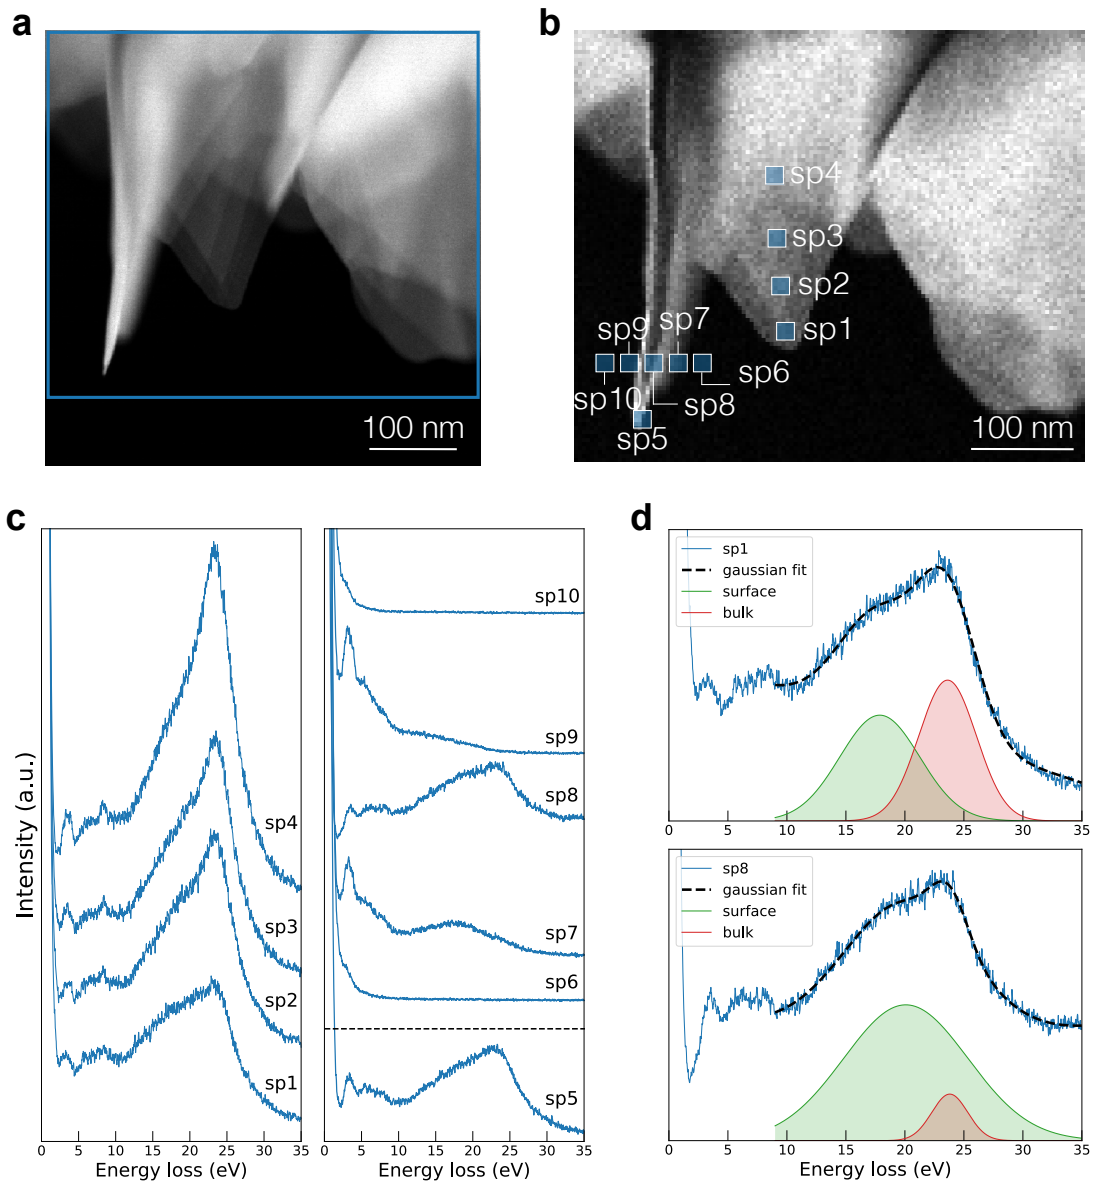 a
100 nm
b
sp4
sp3
sp2
sp1
sp9
sp7
sp6
sp10
sp8
sp5
100 nm
c
Intensity (a.u.)
sp4
sp3
sp2
sp1
0 5 10 15 20 25 30 35
Energy loss (eV)
sp10
sp9
sp8
sp7
sp6
sp5
0 5 10 15 20 25 30 35
Energy loss (eV)
d
sp1
gaussian fit
surface
bulk
0 5 10 15 20 25 30 35
sp8
gaussian fit
surface
bulk
0 5 10 15 20 25 30 35
Energy loss (eV)